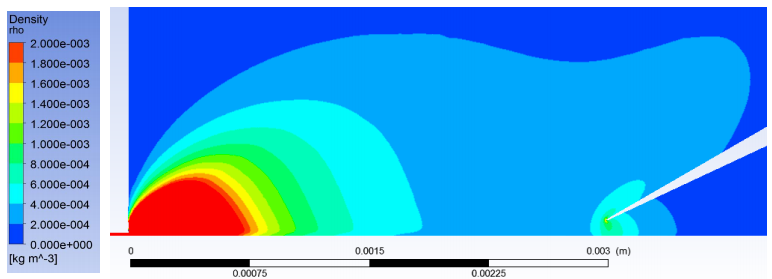 Density
rho
2.000e-003
1.800e-003
1.600e-003
1.400e-003
1.200e-003
1.000e-003
8.000e-004
6.000e-004
4.000e-004
2.000e-004
0.000e+000
[kg m^-3]
0 0.0015 0.003 (m)
0.00075 0.00225